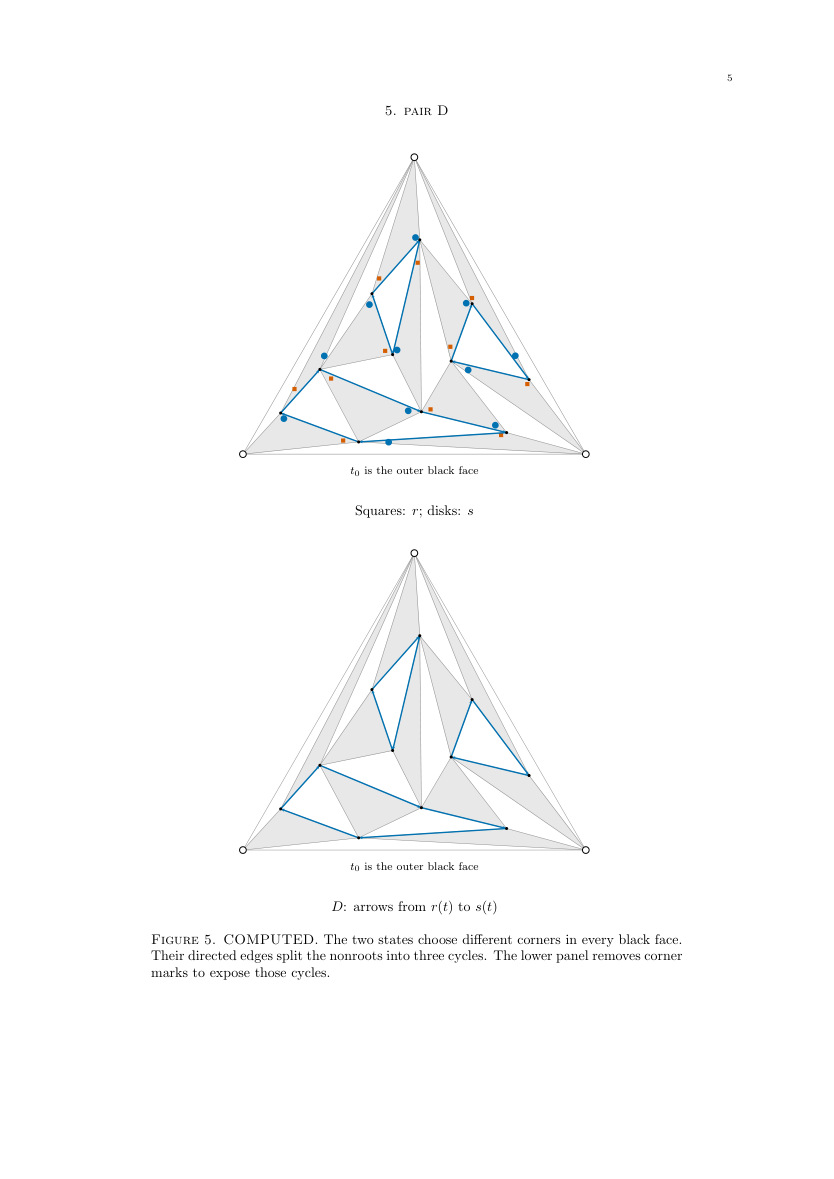 5
5. PAIR D
t₀ is the outer black face
Squares: r; disks: s
t₀ is the outer black face
D: arrows from r(t) to s(t)
FIGURE 5. COMPUTED. The two states choose different corners in every black face.
Their directed edges split the nonroots into three cycles. The lower panel removes corner
marks to expose those cycles.